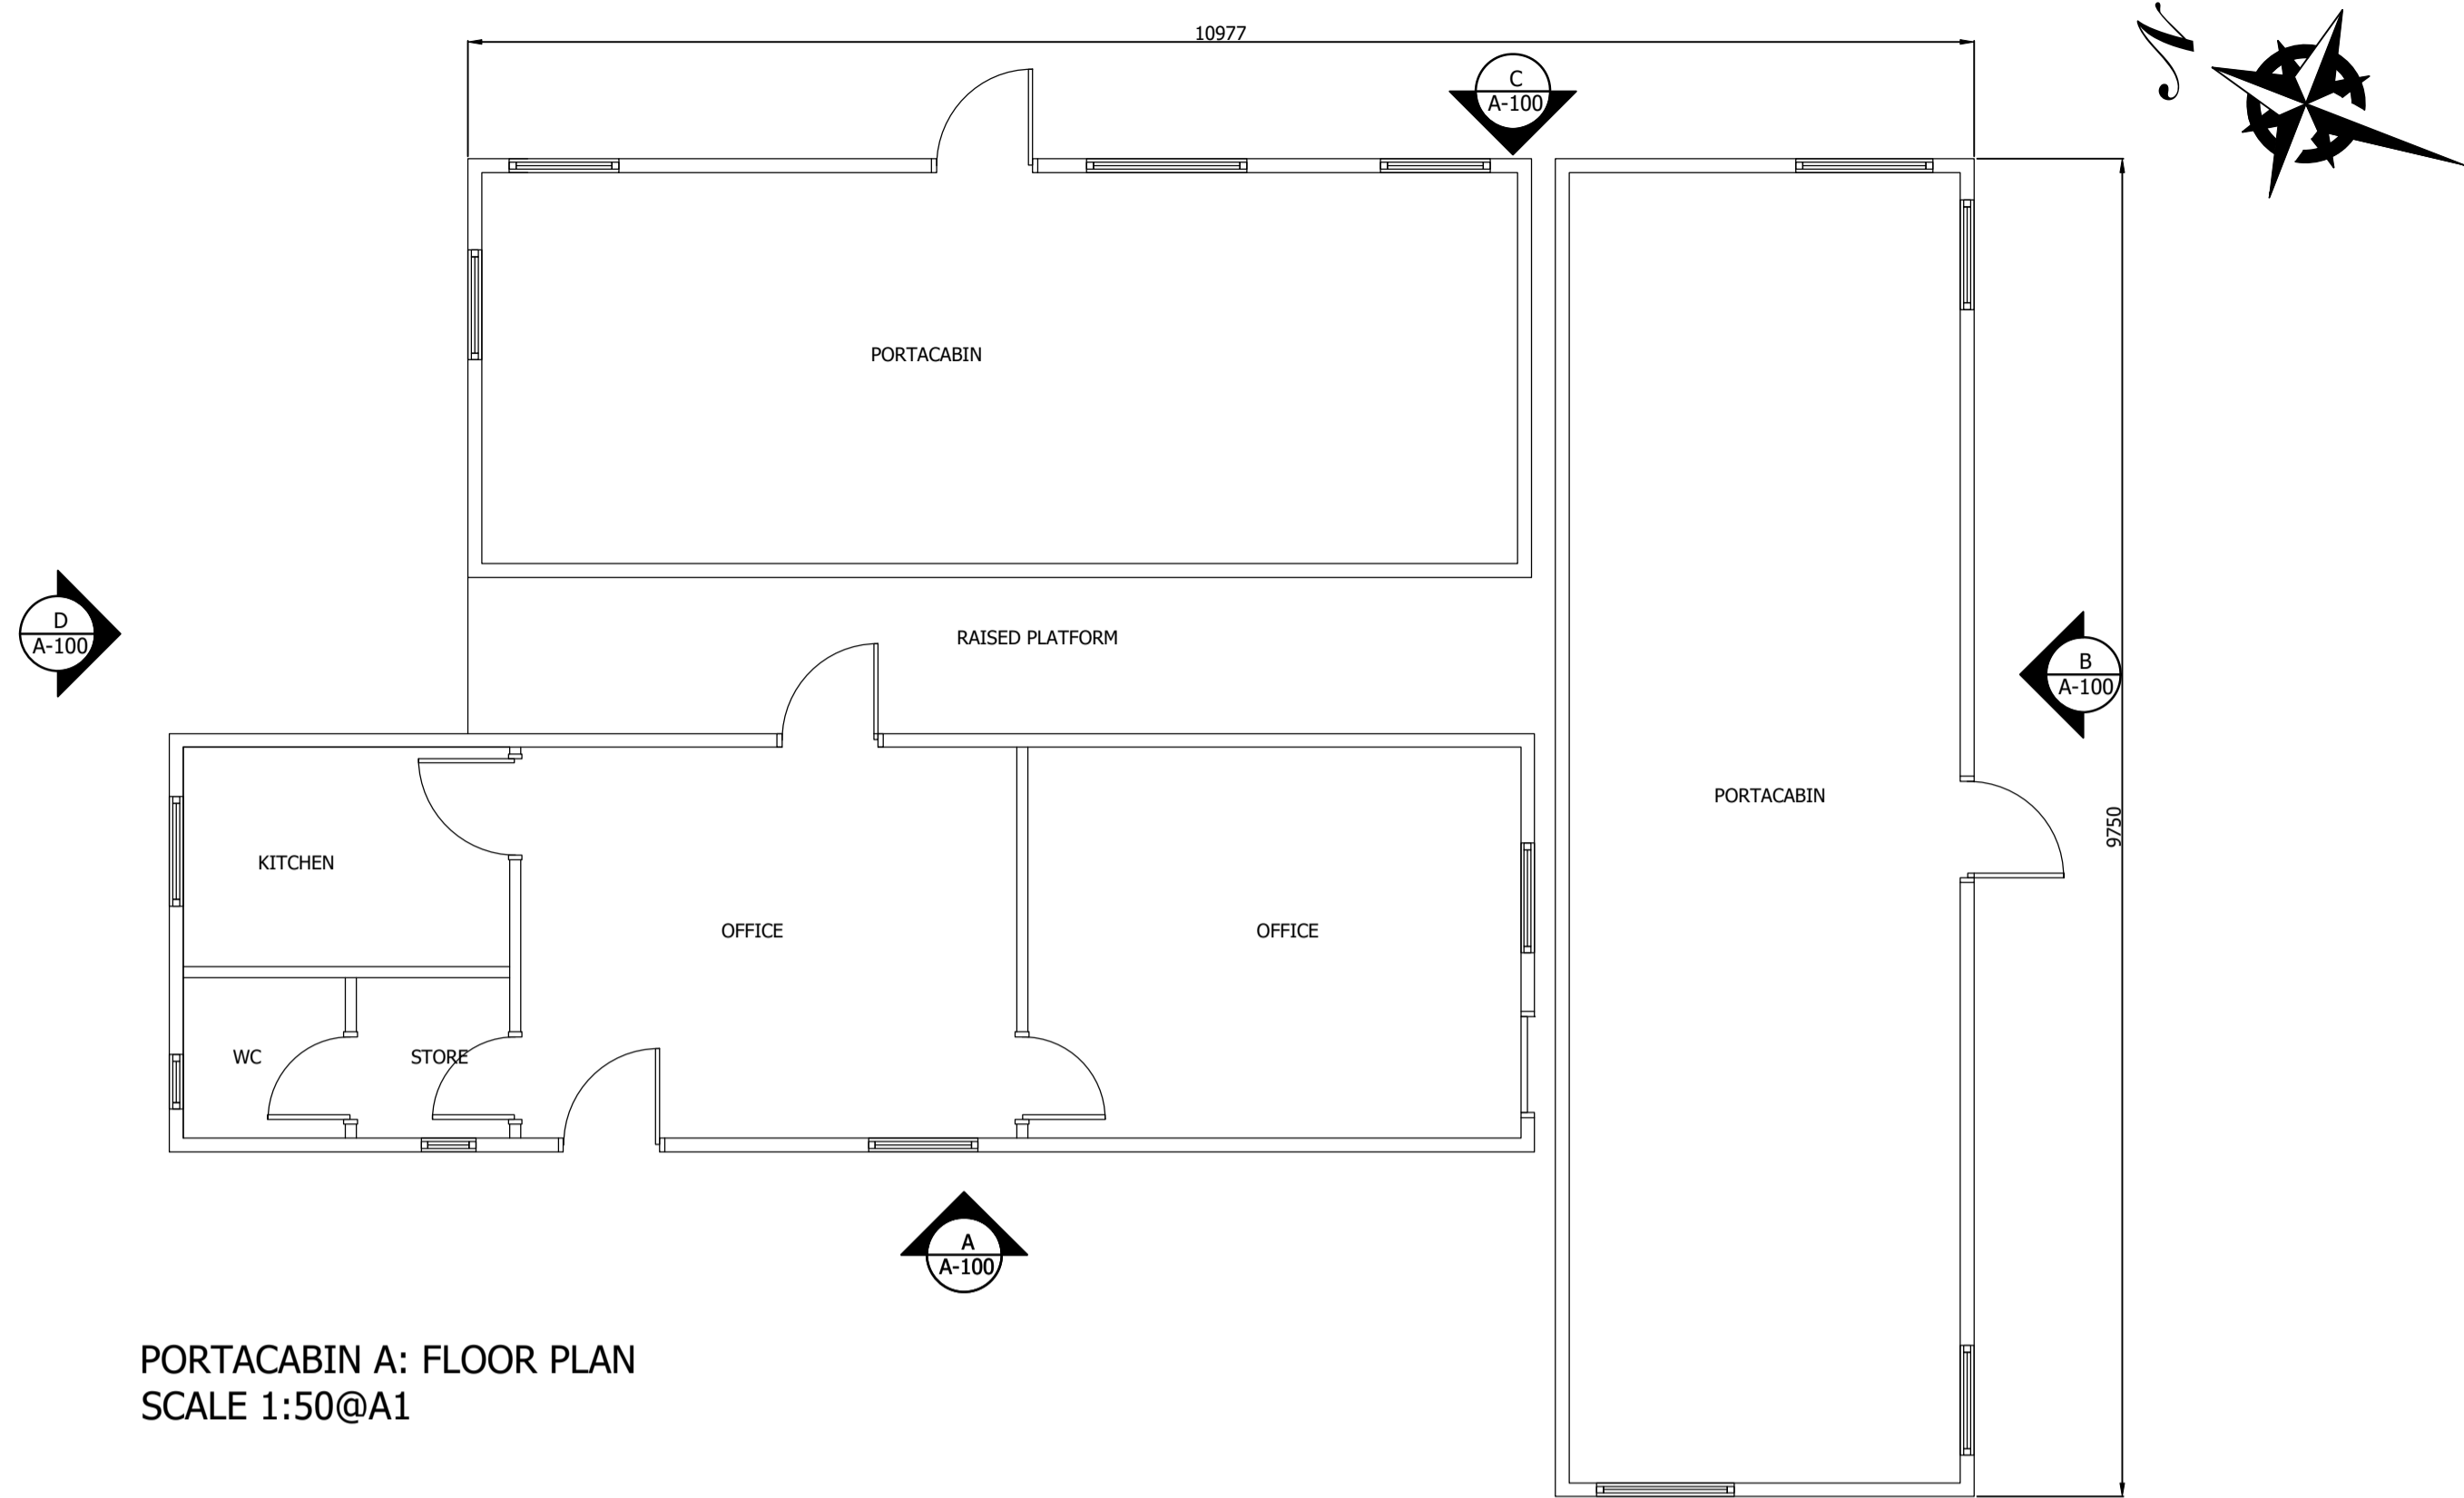 10977
N
C
A-100
PORTACABIN
D
A-100
RAISED PLATFORM
B
A-100
PORTACABIN
9750
KITCHEN
OFFICE
OFFICE
WC
STORE
A
A-100
PORTACABIN A: FLOOR PLAN
SCALE 1:50@A1